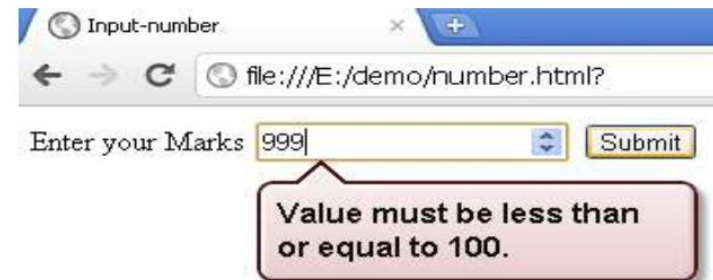 Input-number
file:///E:/demo/number.html?
Enter your Marks 999 Submit
Value must be less than
or equal to 100.